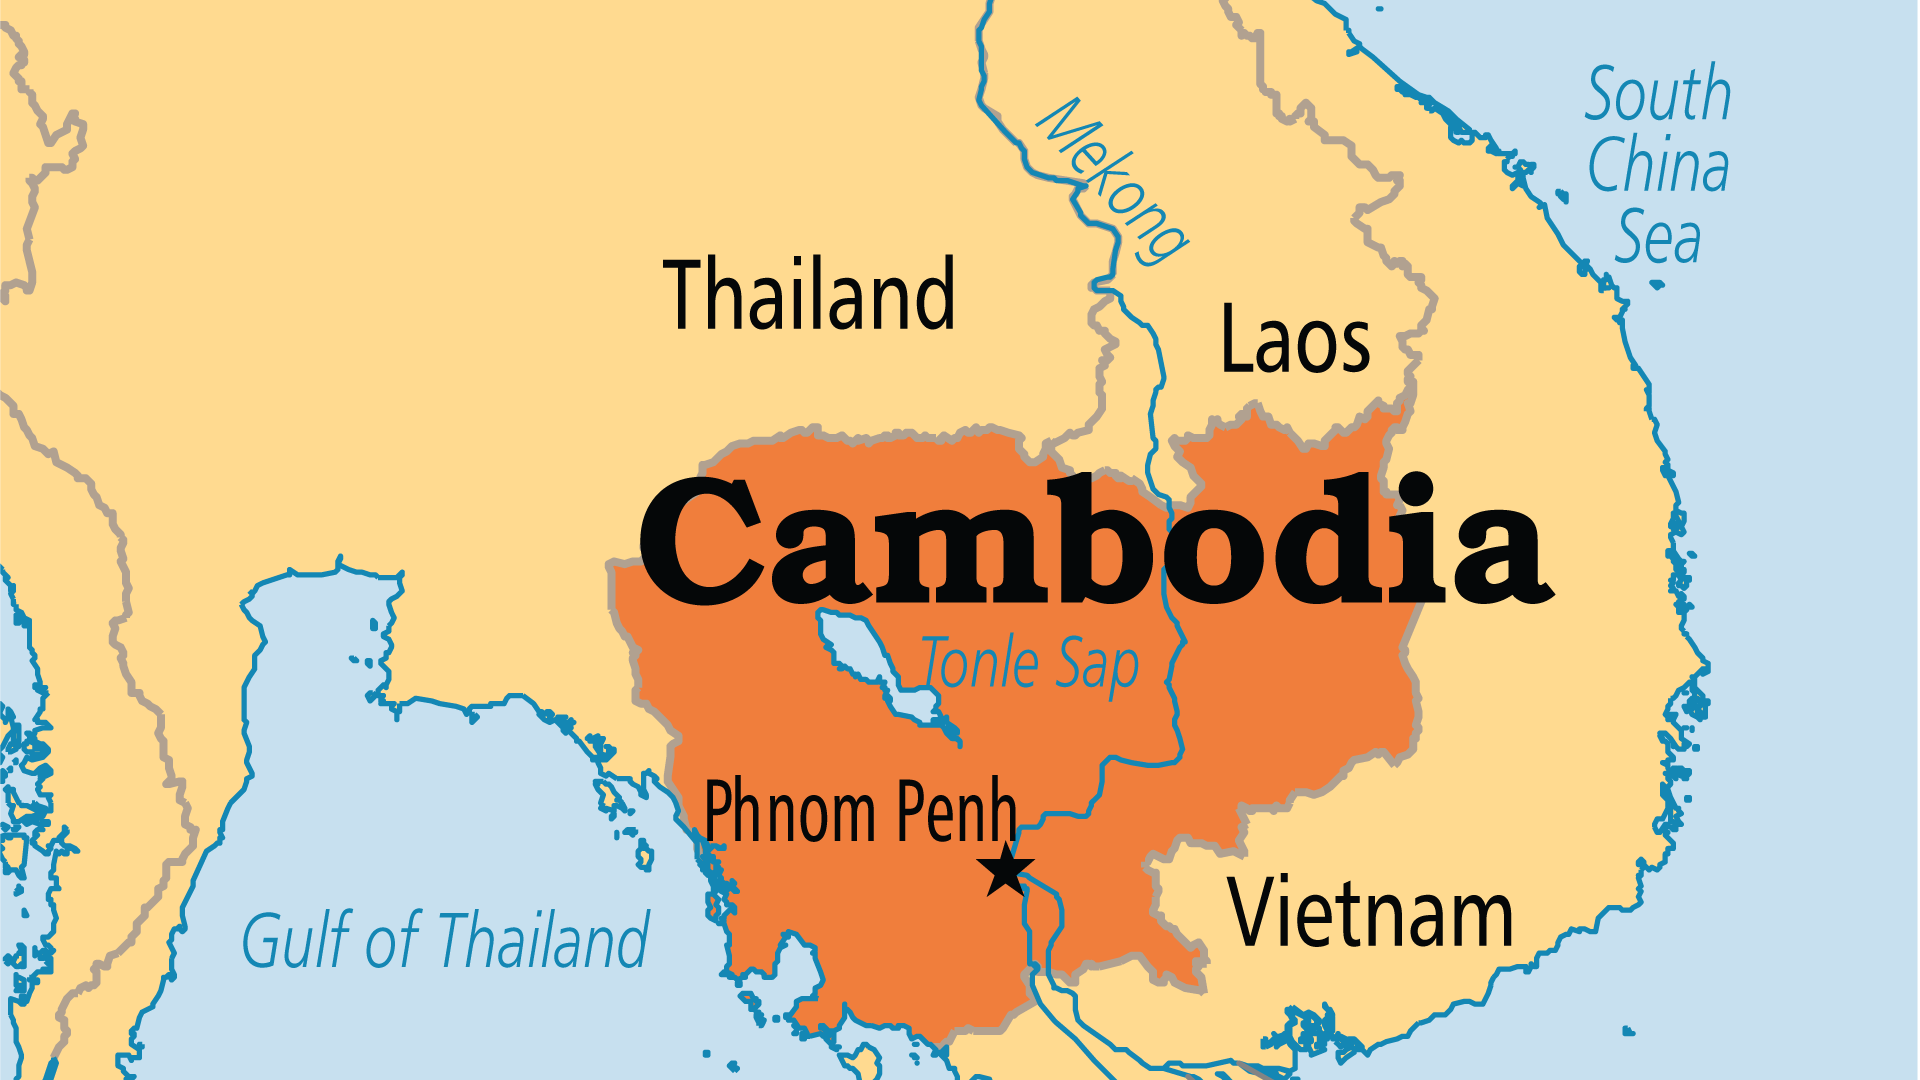 South
China
Sea
Mekong
Thailand
Laos
Cambodia
Tonle Sap
Phnom Penh
Vietnam
Gulf of Thailand